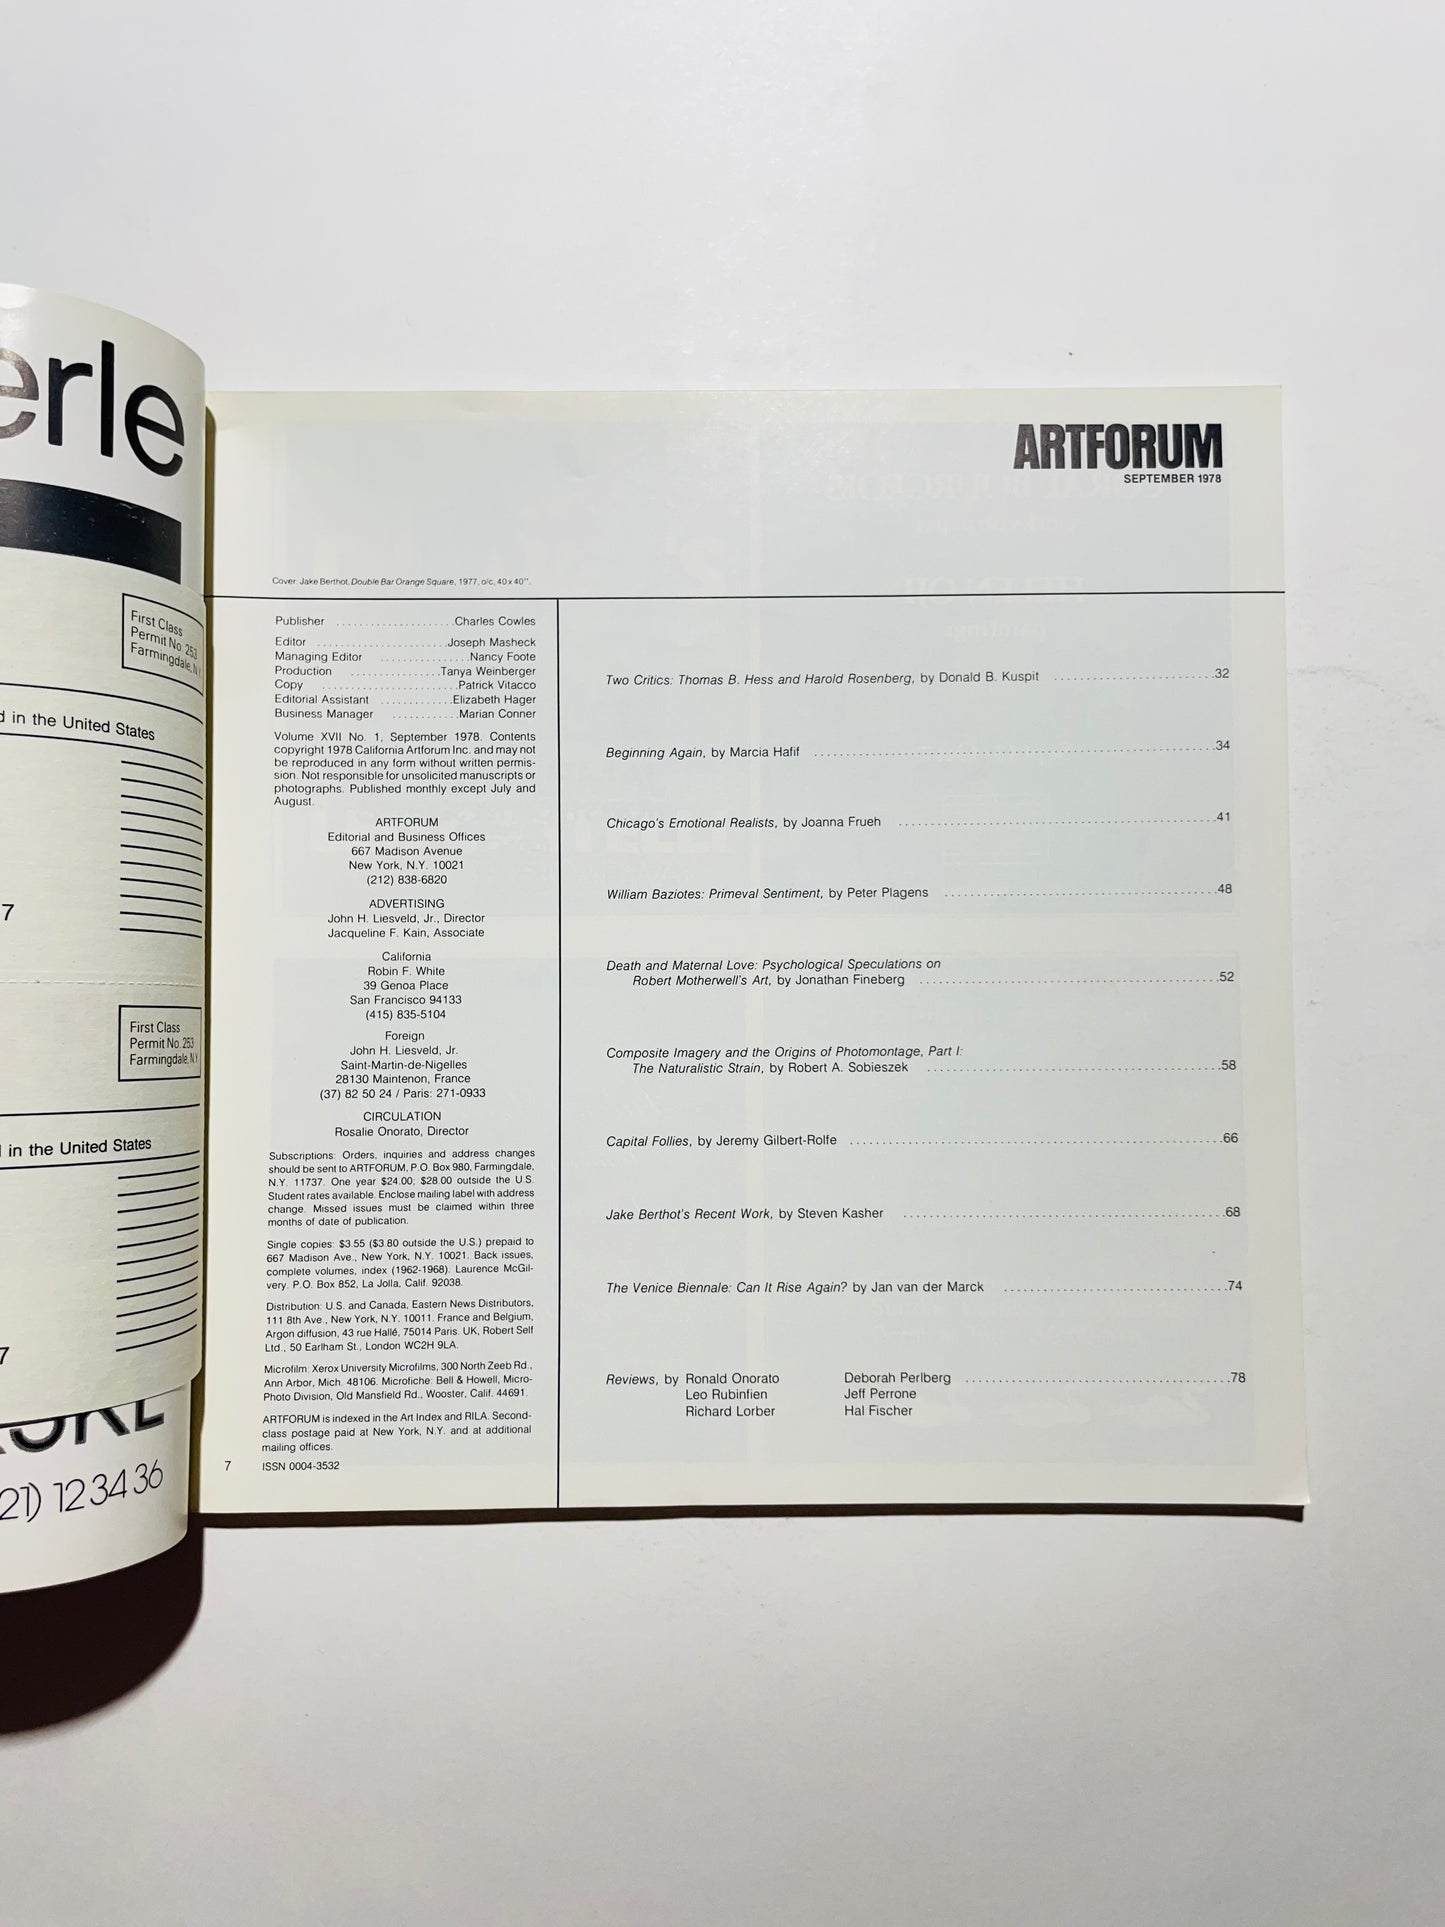 erle
First Class
Permit No. 253
Farmingdale, N.Y.
d in the United States
7
First Class
Permit No. 253
Farmingdale, N.Y.
in the United States
7
21) 123436
ARTFORUM
SEPTEMBER 1978
Cover: Jake Berthot, Double Bar Orange Square, 1977, o/c, 40 x 40".
Publisher ..................... Charles Cowles
Editor ....................... Joseph Masheck
Managing Editor ................ Nancy Foote
Production ................ Tanya Weinberger
Copy ........................ Patrick Vitacco
Editorial Assistant ............. Elizabeth Hager
Business Manager ............ Marian Conner
Volume XVII No. 1, September 1978. Contents
copyright 1978 California Artforum Inc. and may not
be reproduced in any form without written permis-
sion. Not responsible for unsolicited manuscripts or
photographs. Published monthly except July and
August.
ARTFORUM
Editorial and Business Offices
667 Madison Avenue
New York, N.Y. 10021
(212) 838-6820
ADVERTISING
John H. Liesveld, Jr., Director
Jacqueline F. Kain, Associate
California
Robin F. White
39 Genoa Place
San Francisco 94133
(415) 835-5104
Foreign
John H. Liesveld, Jr.
Saint-Martin-de-Nigelles
28130 Maintenon, France
(37) 82 50 24 / Paris: 271-0933
CIRCULATION
Rosalie Onorato, Director
Subscriptions: Orders, inquiries and address changes
should be sent to ARTFORUM, P.O. Box 980, Farmingdale,
N.Y. 11737. One year $24.00; $28.00 outside the U.S.
Student rates available. Enclose mailing label with address
change. Missed issues must be claimed within three
months of date of publication.
Single copies: $3.55 ($3.80 outside the U.S.) prepaid to
667 Madison Ave., New York, N.Y. 10021. Back issues,
complete volumes, index (1962-1968). Laurence McGil-
very. P.O. Box 852, La Jolla, Calif. 92038.
Distribution: U.S. and Canada, Eastern News Distributors,
111 8th Ave., New York, N.Y. 10011. France and Belgium,
Argon diffusion, 43 rue Hallé, 75014 Paris. UK, Robert Self
Ltd., 50 Earlham St., London WC2H 9LA.
Microfilm: Xerox University Microfilms, 300 North Zeeb Rd.,
Ann Arbor, Mich. 48106. Microfiche: Bell & Howell, Micro-
Photo Division, Old Mansfield Rd., Wooster, Calif. 44691.
ARTFORUM is indexed in the Art Index and RILA. Second-
class postage paid at New York, N.Y. and at additional
mailing offices.
7 ISSN 0004-3532
Two Critics: Thomas B. Hess and Harold Rosenberg, by Donald B. Kuspit ......................... 32
Beginning Again, by Marcia Hafif ......................... 34
Chicago's Emotional Realists, by Joanna Frueh ......................... 41
William Baziotes: Primeval Sentiment, by Peter Plagens ......................... 48
Death and Maternal Love: Psychological Speculations on
Robert Motherwell's Art, by Jonathan Fineberg ......................... 52
Composite Imagery and the Origins of Photomontage, Part I:
The Naturalistic Strain, by Robert A. Sobieszek ......................... 58
Capital Follies, by Jeremy Gilbert-Rolfe ......................... 66
Jake Berthot's Recent Work, by Steven Kasher ......................... 68
The Venice Biennale: Can It Rise Again? by Jan van der Marck ......................... 74
Reviews, by Ronald Onorato Deborah Perlberg ......................... 78
Leo Rubinfien Jeff Perrone
Richard Lorber Hal Fischer